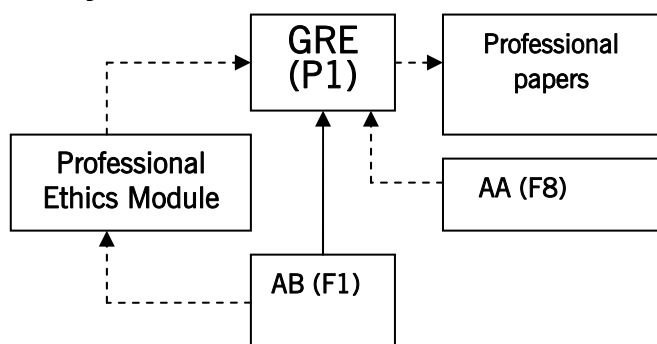 GRE
(P1)
Professional
papers
Professional
Ethics Module
AA (F8)
AB (F1)